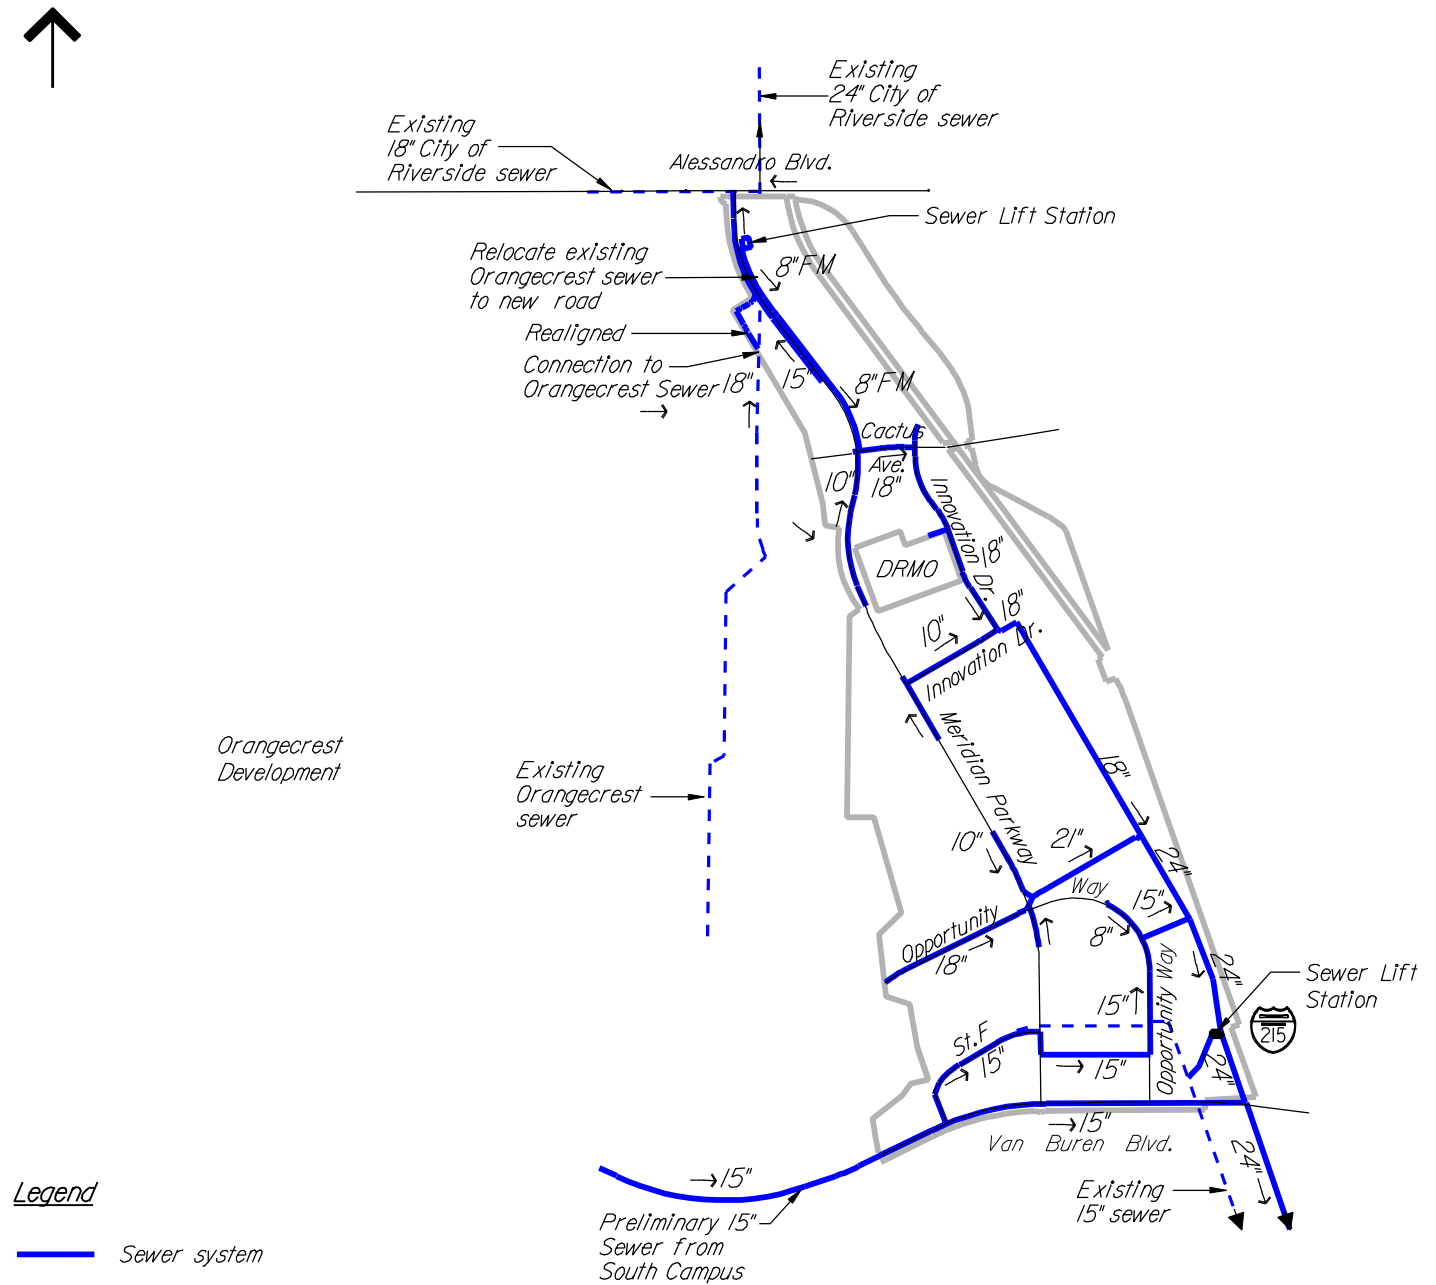 Existing
24" City of
Riverside sewer
Existing
18" City of
Riverside sewer
Alessandro Blvd.
Sewer Lift Station
Relocate existing
Orangecrest sewer
to new road
8"FM
Realigned
Connection to
Orangecrest Sewer
18"
15"
8"FM
Cactus
Ave.
10"
18"
Innovation Dr.
18"
DRMO
18"
10"
Innovation Dr.
Meridian Parkway
Orangecrest
Development
Existing
Orangecrest
sewer
18"
10"
21"
24"
Way
15"
Opportunity
18"
8"
24"
Sewer Lift
Station
15"
Opportunity Way
215
St.F
15"
15"
24"
15"
Van Buren Blvd.
24"
15"
Existing
15" sewer
Preliminary 15"
Sewer from
South Campus
Legend
Sewer system